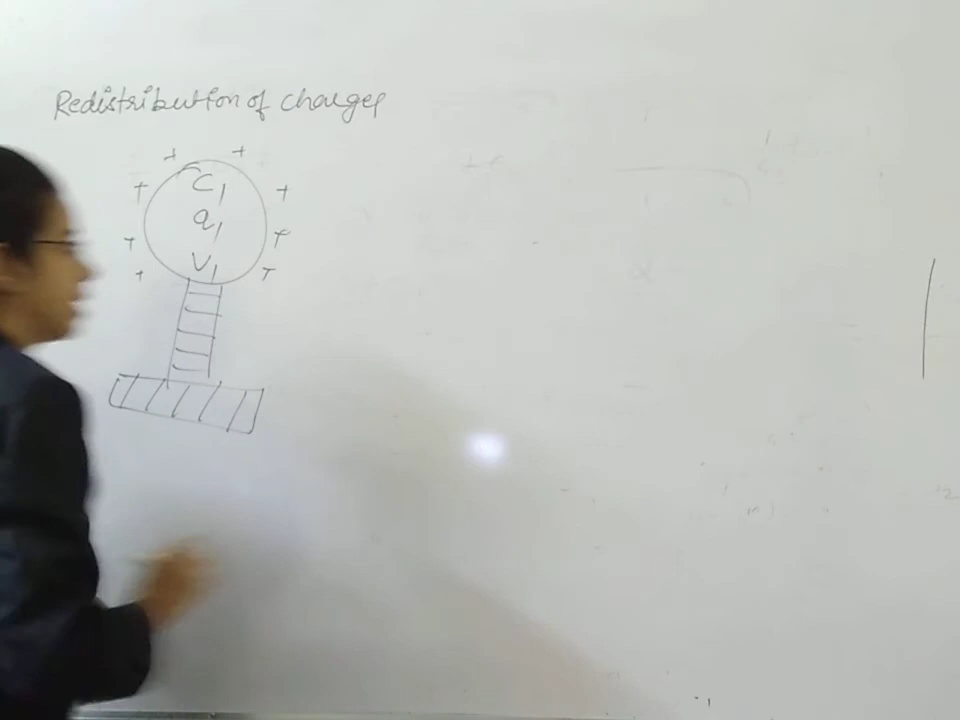 Redistribution of charges
+ +
+ C1 +
+ Q1 +
+ V1 +